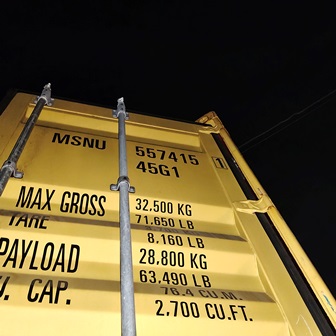 MSNU 557415 1
45G1
MAX GROSS 32.500 KG
71.650 LB
TARE
8.160 LB
PAYLOAD 28.800 KG
63.490 LB
U. CAP. 76.4 CU.M.
2.700 CU.FT.